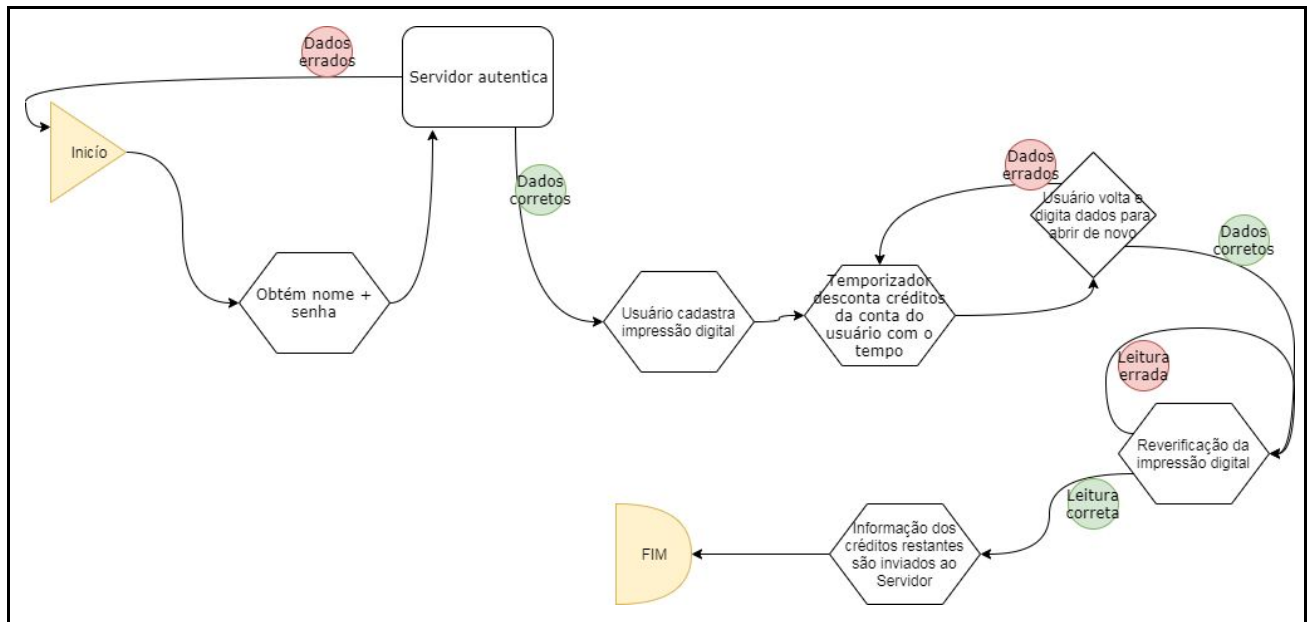 Dados
errados
Servidor autentica
Inicío
Dados
corretos
Obtém nome +
senha
Usuário cadastra
impressão digital
Temporizador
desconta créditos
da conta do
usuário com o
tempo
Dados
errados
Usuário volta e
digita dados para
abrir de novo
Dados
corretos
Leitura
errada
Reverificação da
impressão digital
Leitura
correta
Informação dos
créditos restantes
são inviados ao
Servidor
FIM